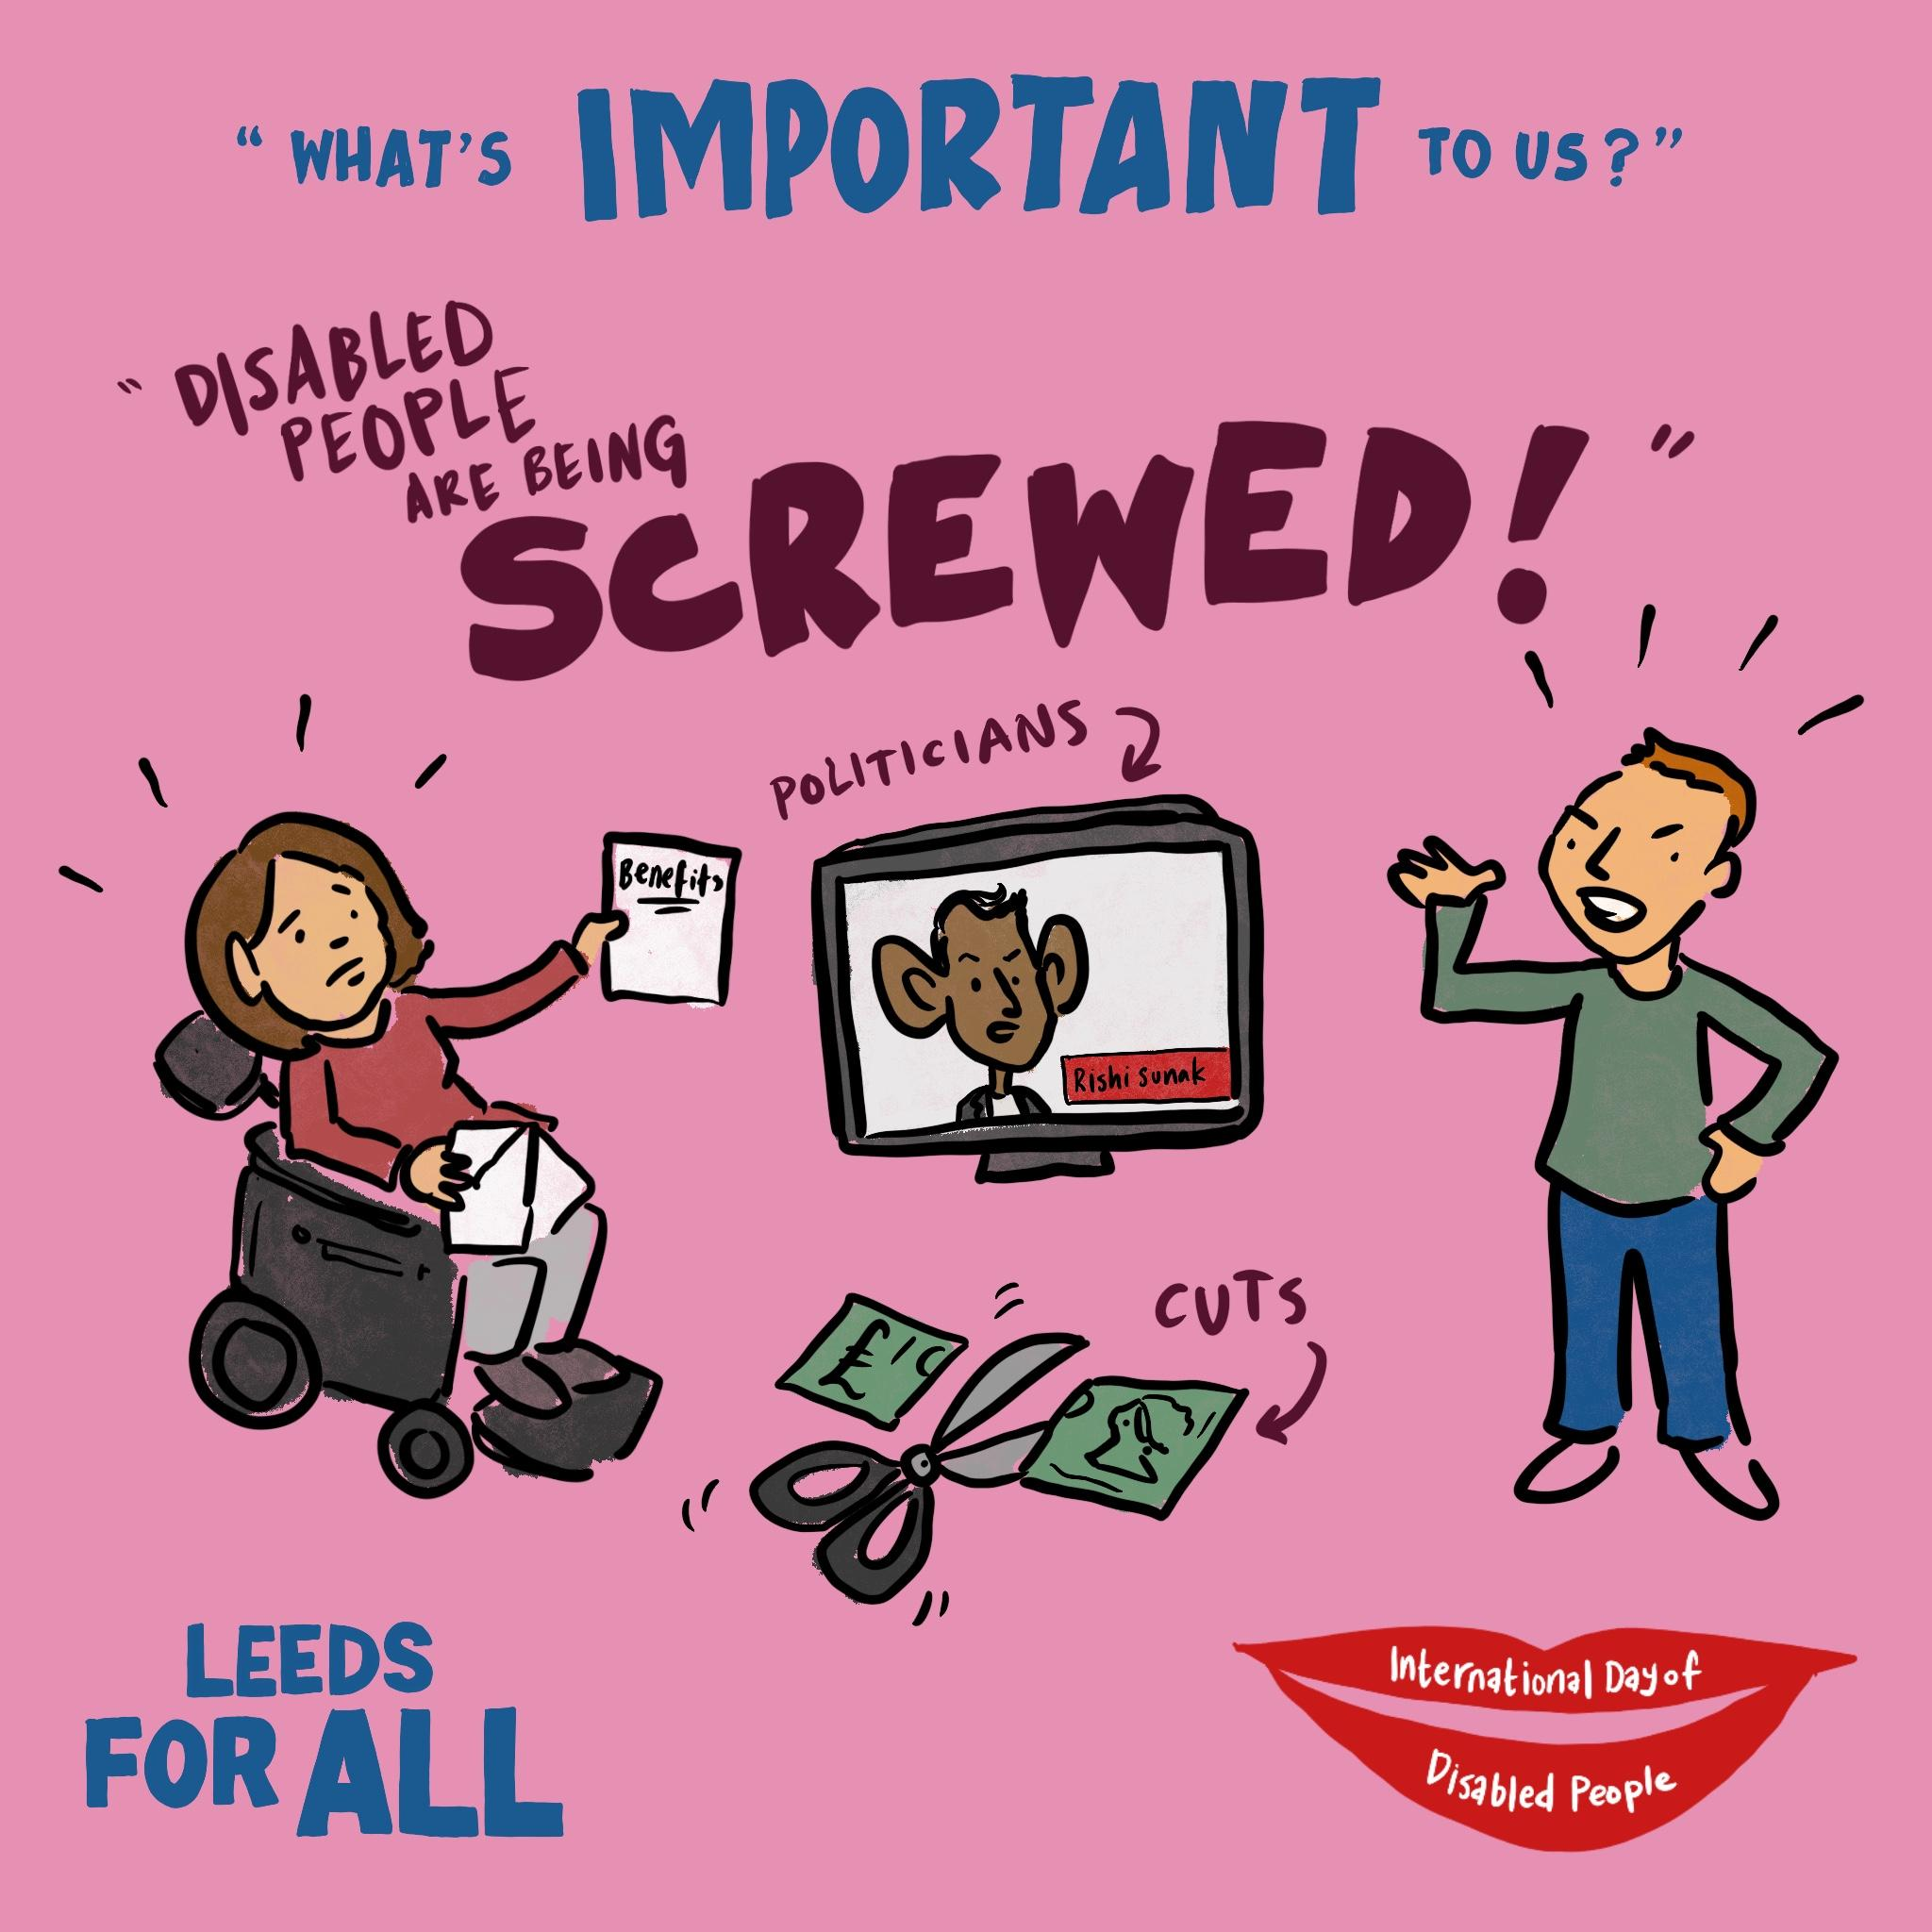 “WHAT'S IMPORTANT TO US?”
“DISABLED
PEOPLE
ARE BEING
SCREWED!”
POLITICIANS
Benefits
Rishi Sunak
CUTS
£
LEEDS
FOR ALL
International Day of
Disabled People